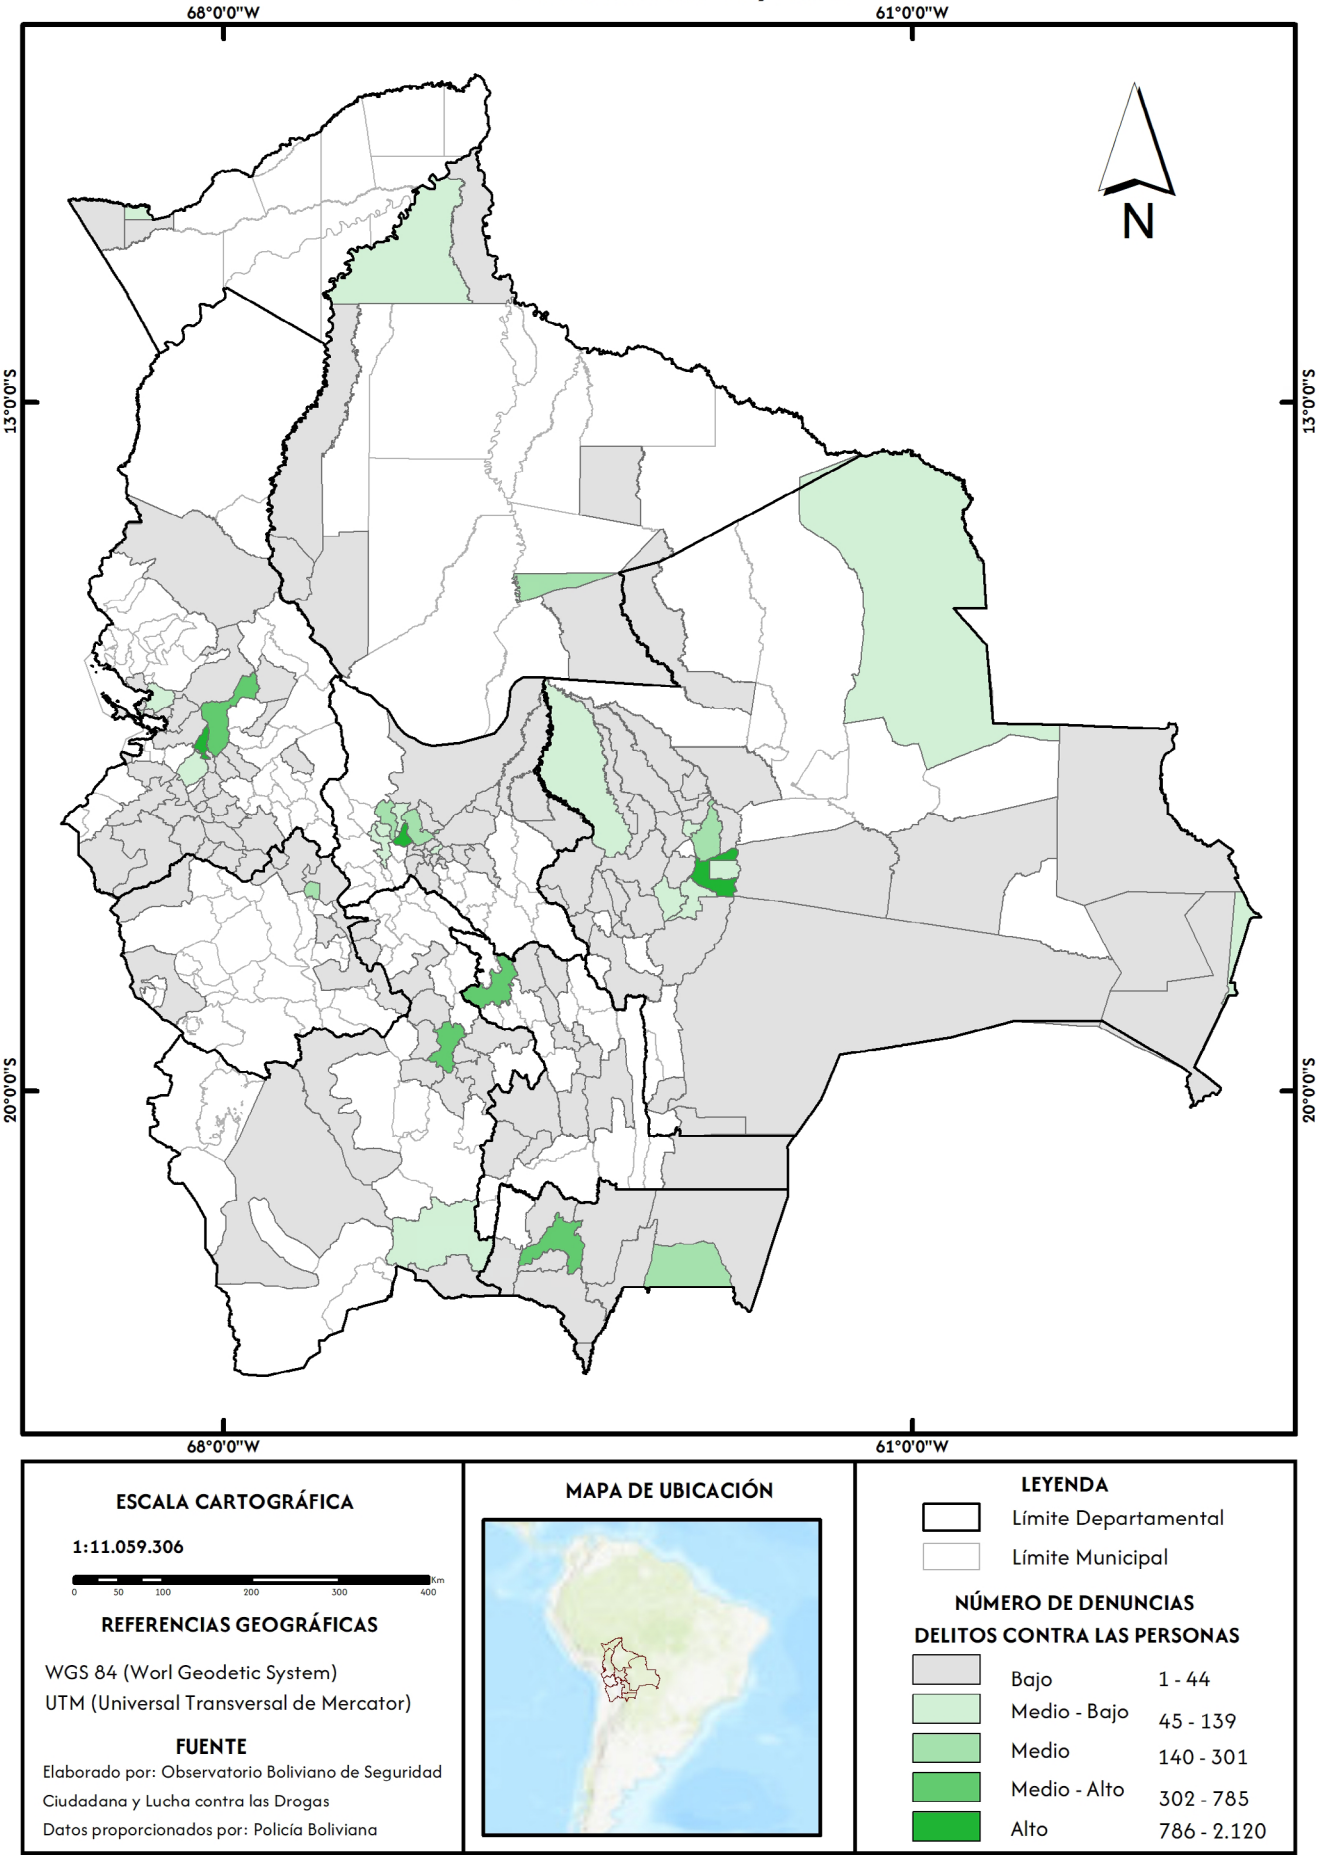 68°0'0"W
61°0'0"W
N
13°0'0"S
13°0'0"S
20°0'0"S
20°0'0"S
68°0'0"W
61°0'0"W
ESCALA CARTOGRÁFICA
1:11.059.306
Km
0 50 100 200 300 400
REFERENCIAS GEOGRÁFICAS
WGS 84 (Worl Geodetic System)
UTM (Universal Transversal de Mercator)
FUENTE
Elaborado por: Observatorio Boliviano de Seguridad
Ciudadana y Lucha contra las Drogas
Datos proporcionados por: Policía Boliviana
MAPA DE UBICACIÓN
LEYENDA
Límite Departamental
Límite Municipal
NÚMERO DE DENUNCIAS
DELITOS CONTRA LAS PERSONAS
Bajo 1 - 44
Medio - Bajo 45 - 139
Medio 140 - 301
Medio - Alto 302 - 785
Alto 786 - 2.120